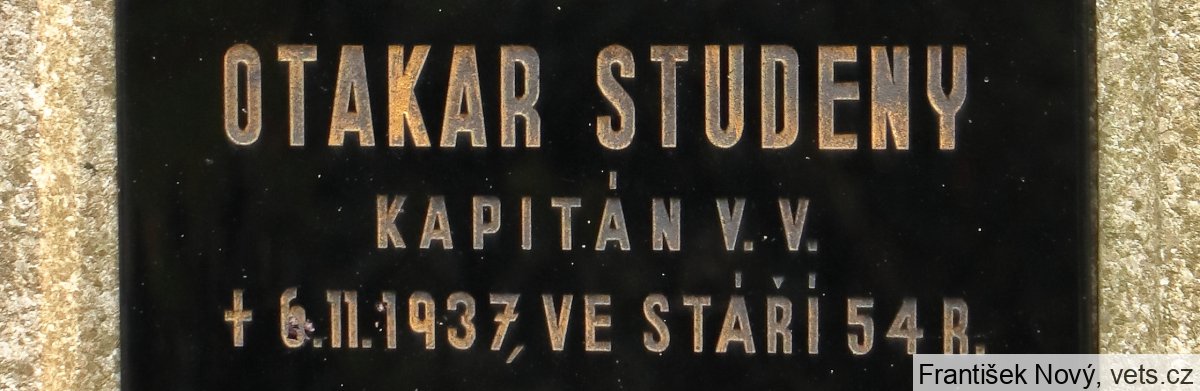 OTAKAR STUDENY
KAPITÁN V. V.
† 6.11.1937, VE STÁŘÍ 54 R.
František Nový, vets.cz